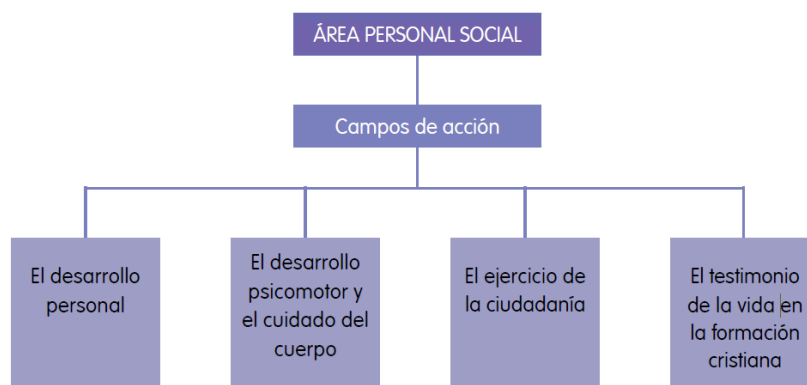 ÁREA PERSONAL SOCIAL
Campos de acción
El desarrollo
personal
El desarrollo
psicomotor y
el cuidado del
cuerpo
El ejercicio de
la ciudadanía
El testimonio
de la vida en
la formación
cristiana